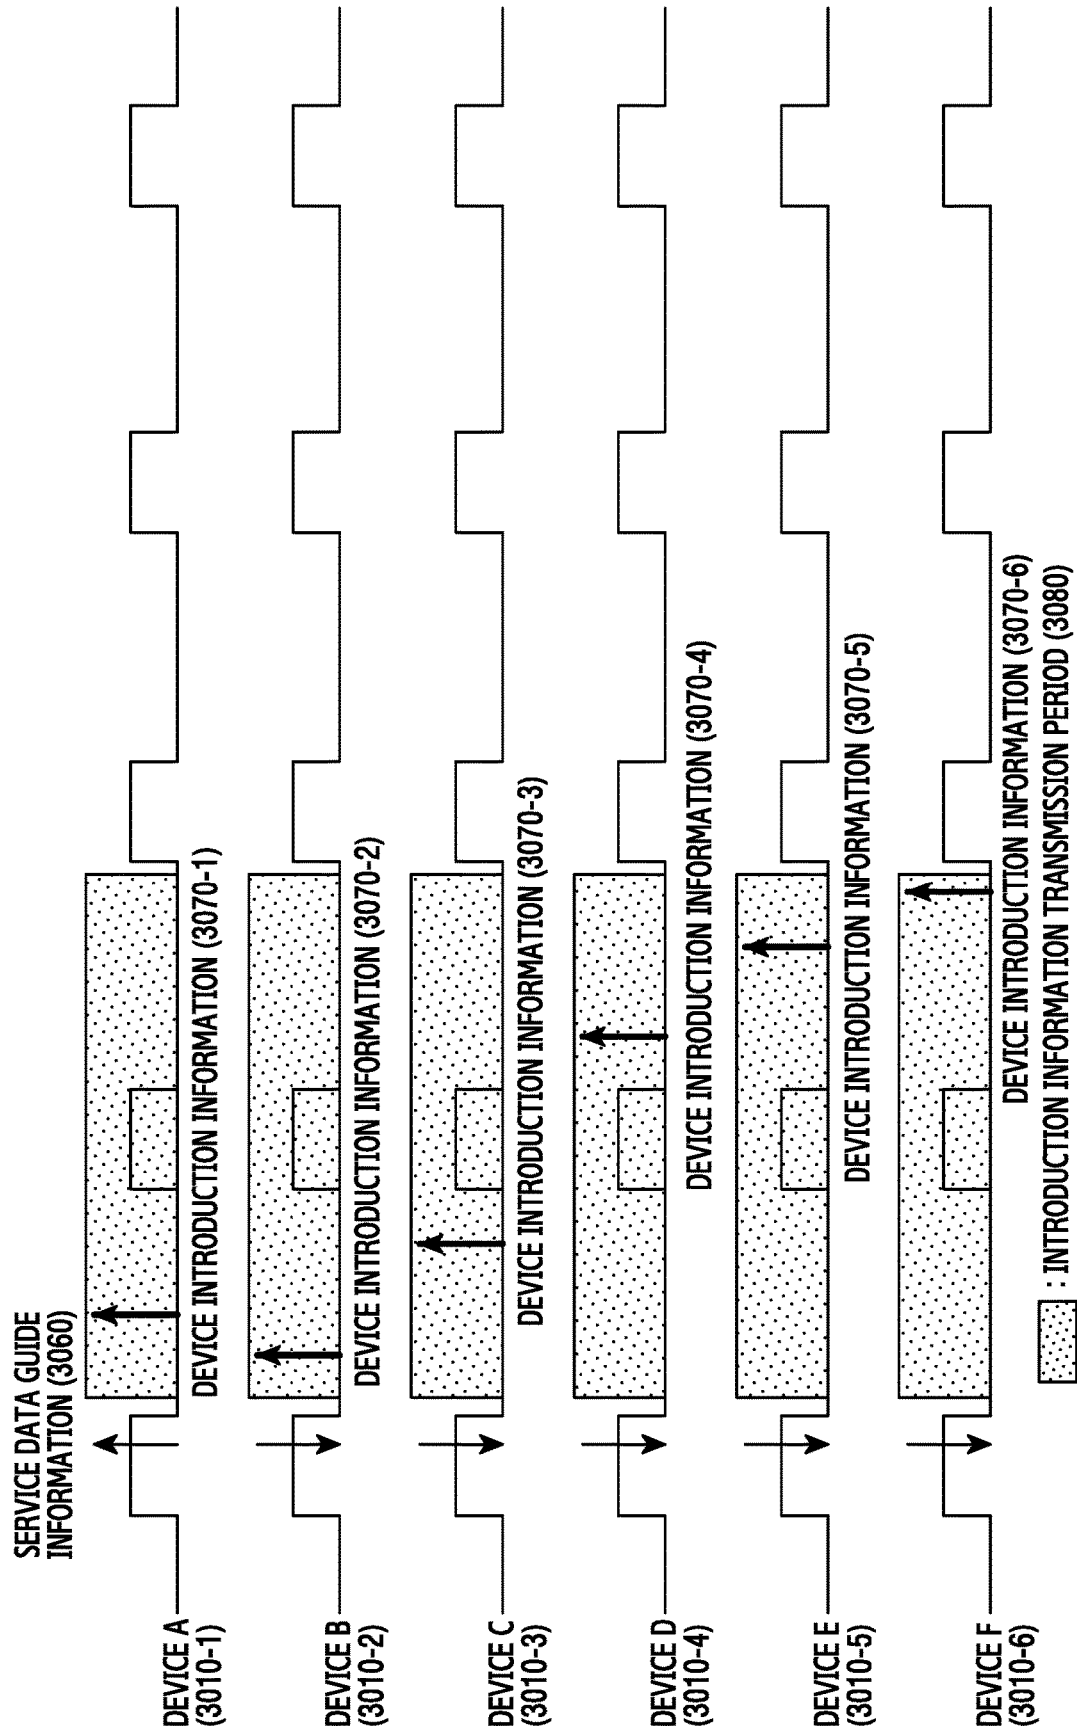 SERVICE DATA GUIDE
INFORMATION (3060)
DEVICE A
(3010-1)
DEVICE INTRODUCTION INFORMATION (3070-1)
DEVICE B
(3010-2)
DEVICE INTRODUCTION INFORMATION (3070-2)
DEVICE C
(3010-3)
DEVICE INTRODUCTION INFORMATION (3070-3)
DEVICE D
(3010-4)
DEVICE INTRODUCTION INFORMATION (3070-4)
DEVICE E
(3010-5)
DEVICE INTRODUCTION INFORMATION (3070-5)
DEVICE F
(3010-6)
DEVICE INTRODUCTION INFORMATION (3070-6)
: INTRODUCTION INFORMATION TRANSMISSION PERIOD (3080)